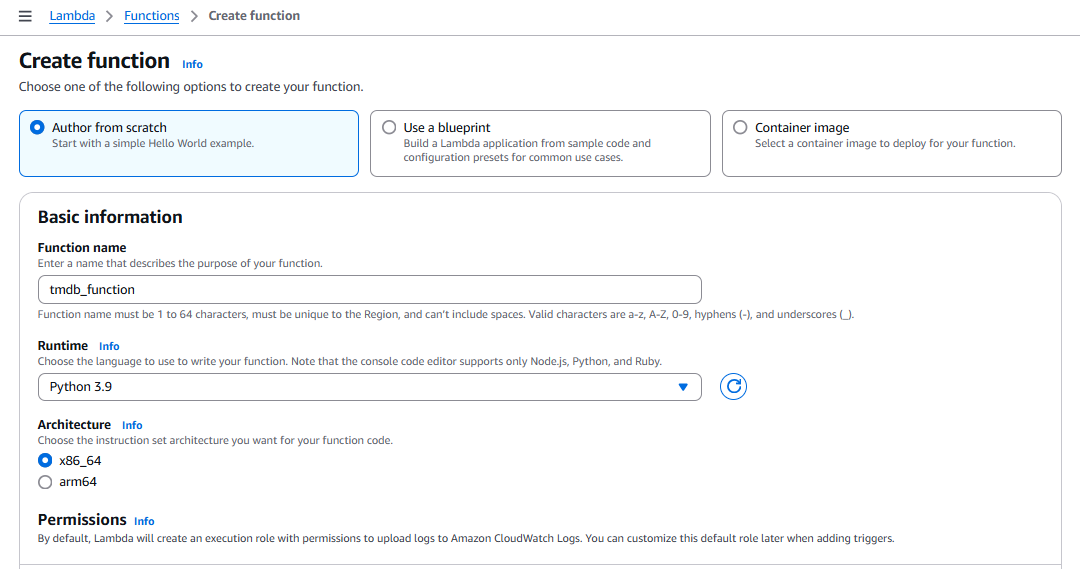 Lambda > Functions > Create function
Create function Info
Choose one of the following options to create your function.
Author from scratch
Start with a simple Hello World example.
Use a blueprint
Build a Lambda application from sample code and
configuration presets for common use cases.
Container image
Select a container image to deploy for your function.
Basic information
Function name
Enter a name that describes the purpose of your function.
tmdb_function
Function name must be 1 to 64 characters, must be unique to the Region, and can't include spaces. Valid characters are a-z, A-Z, 0-9, hyphens (-), and underscores (_).
Runtime Info
Choose the language to use to write your function. Note that the console code editor supports only Node.js, Python, and Ruby.
Python 3.9
Architecture Info
Choose the instruction set architecture you want for your function code.
x86_64
arm64
Permissions Info
By default, Lambda will create an execution role with permissions to upload logs to Amazon CloudWatch Logs. You can customize this default role later when adding triggers.